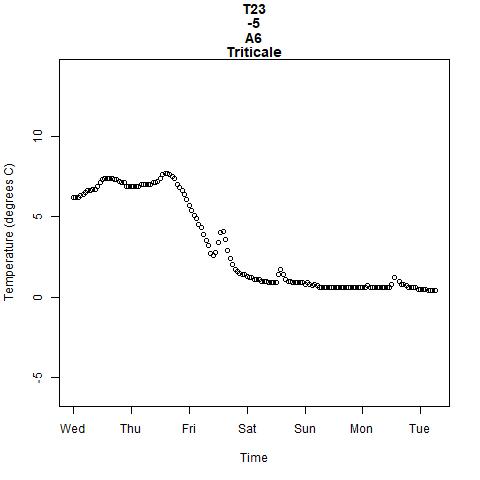 T23
-5
A6
Triticale
Temperature (degrees C)
10
5
0
-5
Wed Thu Fri Sat Sun Mon Tue
Time